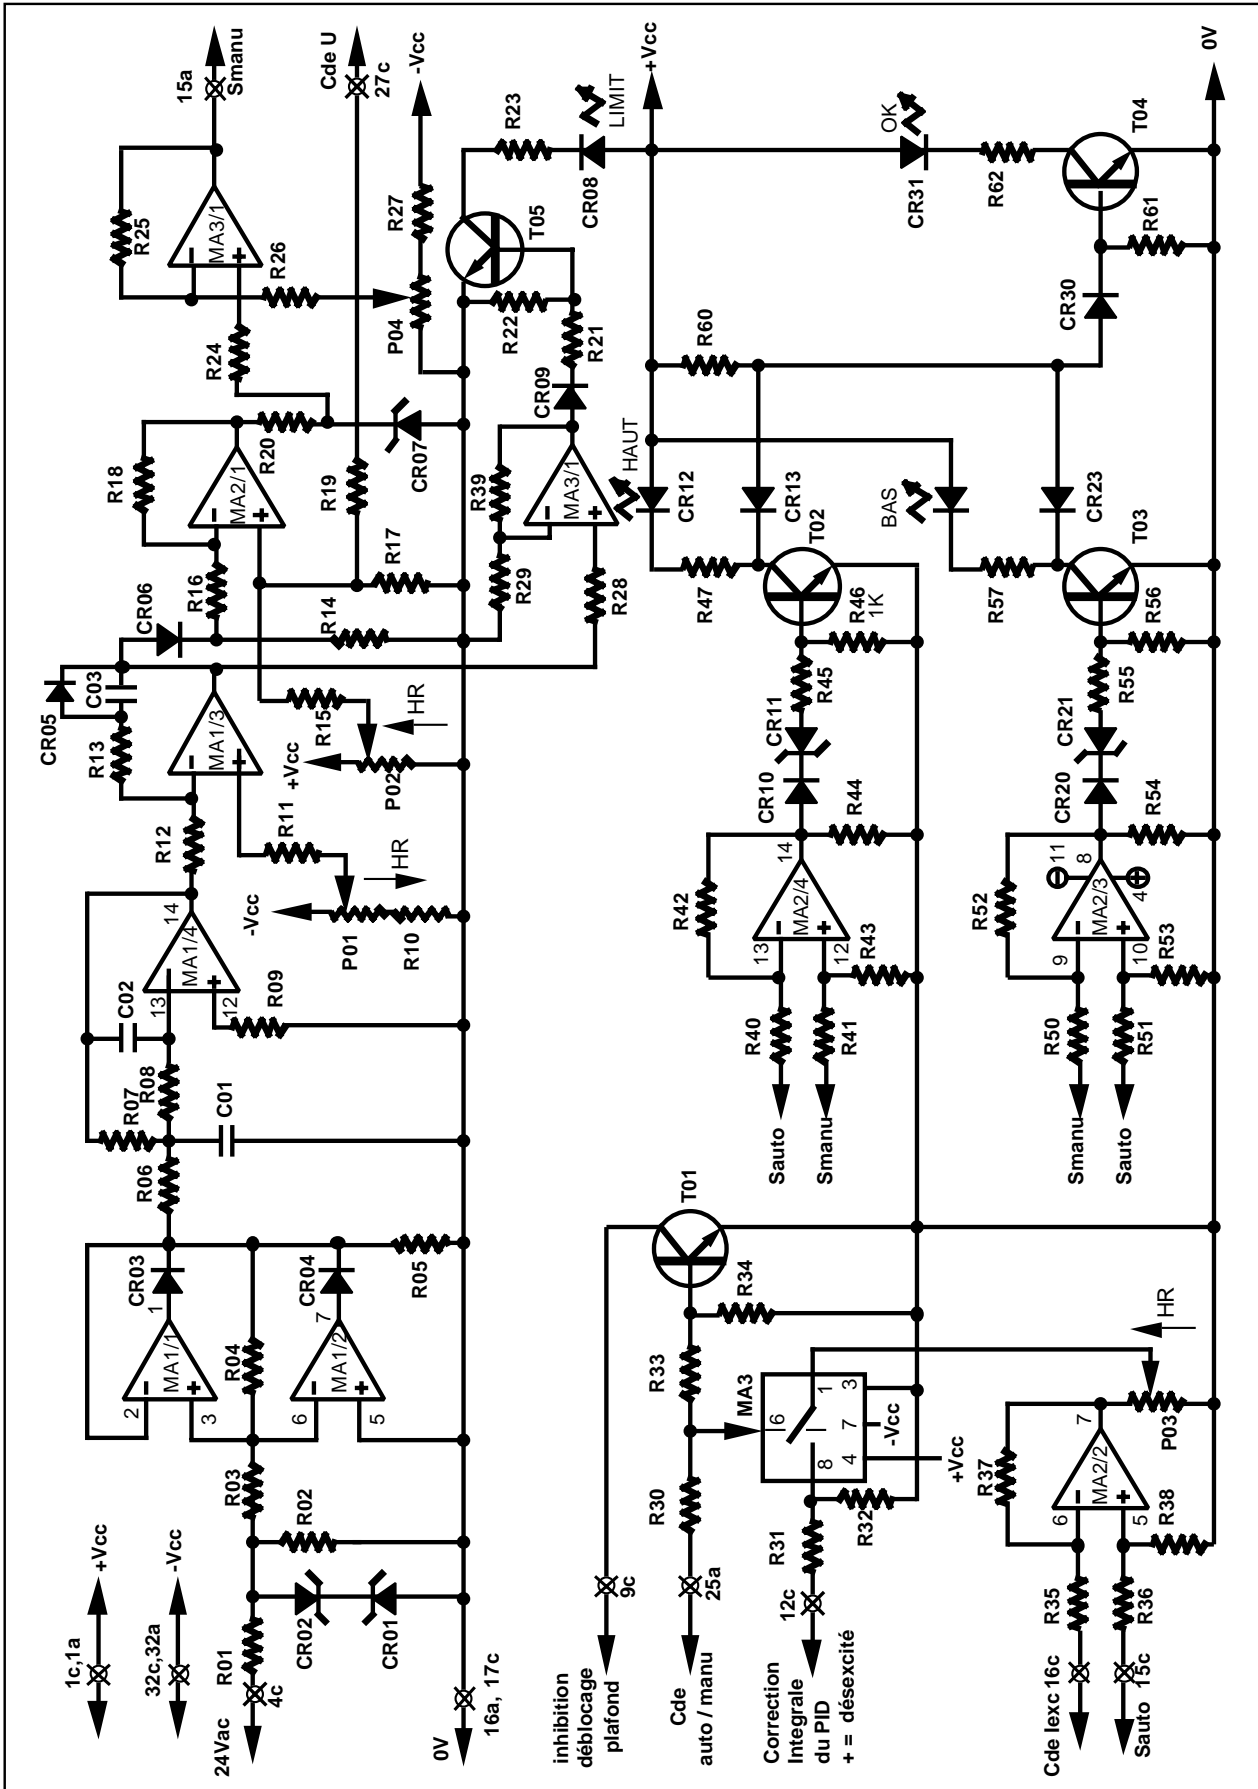 1c,1a
+Vcc
32c,32a
-Vcc
24Vac
4c
R01
CR02
CR01
R02
R03
R04
2
3
MA1/1
1
CR03
6
5
MA1/2
7
CR04
R05
R06
R07
R08
C01
C02
13
12
MA1/4
14
R09
R12
R13
CR05
C03
MA1/3
R11
-Vcc
P01
HR
R10
CR06
R16
R14
R15
+Vcc
P02
HR
R18
MA2/1
R17
R19
R20
CR07
R24
R25
MA3/1
R26
15a
Smanu
Cde U
27c
-Vcc
R27
P04
0V
16a, 17c
R29
R28
R39
MA3/1
CR09
R21
R22
T05
R23
CR08
LIMIT
+Vcc
inhibition
déblocage
plafond
9c
Cde
auto / manu
25a
R30
R33
R34
T01
Correction
Integrale
du PID
+ = désexcité
12c
R31
R32
MA3
6
8
1
4
7
3
-Vcc
+Vcc
Sauto
R40
Smanu
R41
R42
13
12
MA2/4
14
R43
R44
CR10
CR11
R45
R46
1K
T02
R47
CR12
HAUT
CR13
R60
CR31
OK
R62
T04
CR30
R61
0V
Cde Iexc
16c
R35
Sauto
15c
R36
R37
6
5
MA2/2
7
R38
P03
HR
Smanu
R50
Sauto
R51
R52
9
10
MA2/3
11
8
4
R53
R54
CR20
CR21
R55
R56
T03
R57
BAS
CR23